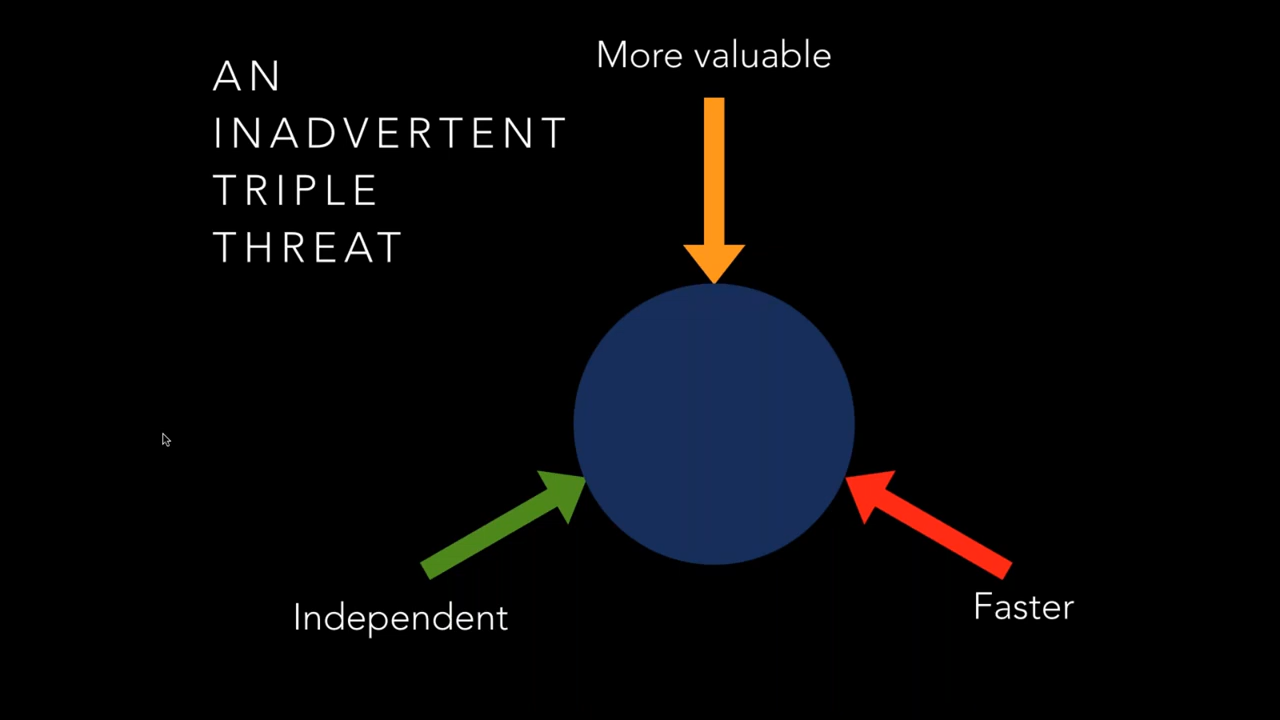 AN
INADVERTENT
TRIPLE
THREAT
More valuable
Independent
Faster